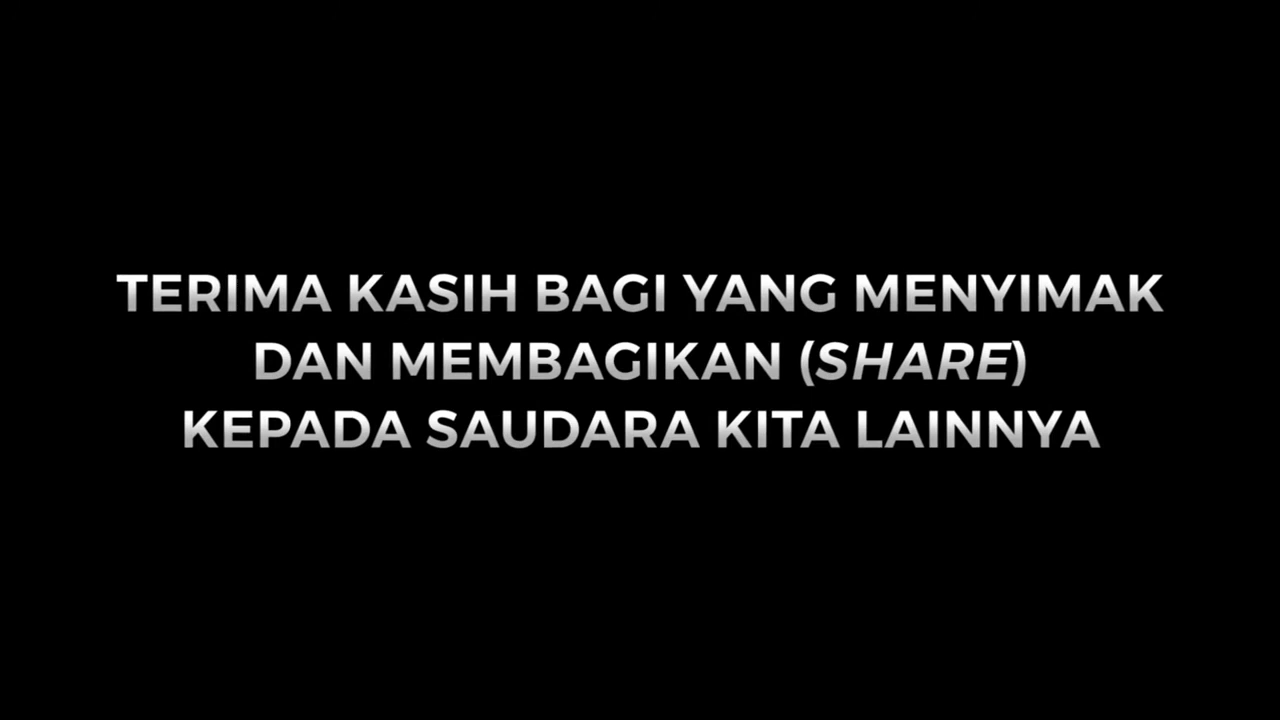 TERIMA KASIH BAGI YANG MENYIMAK
DAN MEMBAGIKAN (SHARE)
KEPADA SAUDARA KITA LAINNYA